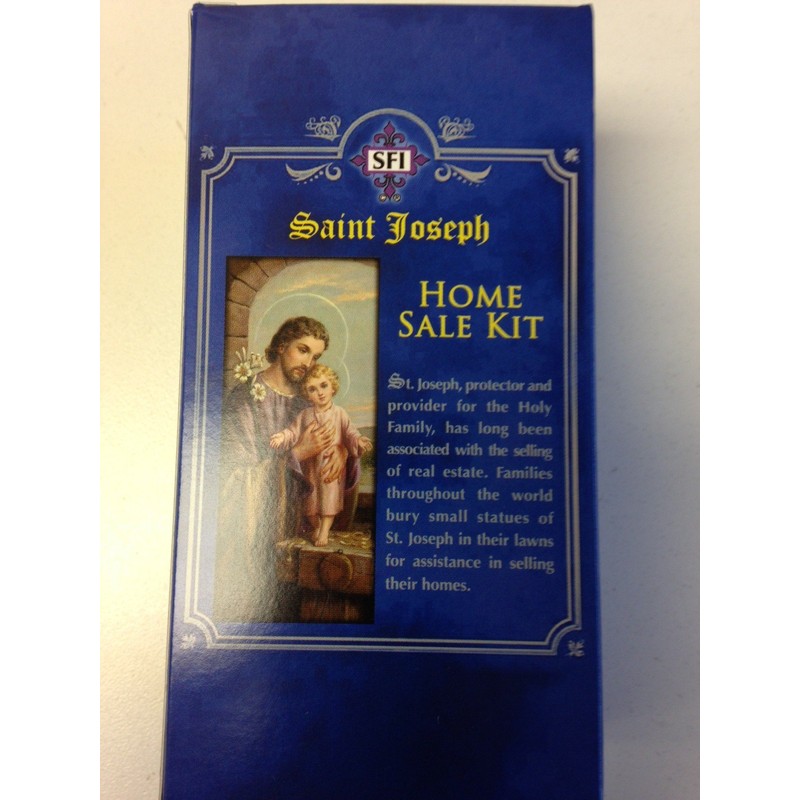 SFI
Saint Joseph
HOME
SALE KIT
St. Joseph, protector and
provider for the Holy
Family, has long been
associated with the selling
of real estate. Families
throughout the world
bury small statues of
St. Joseph in their lawns
for assistance in selling
their homes.